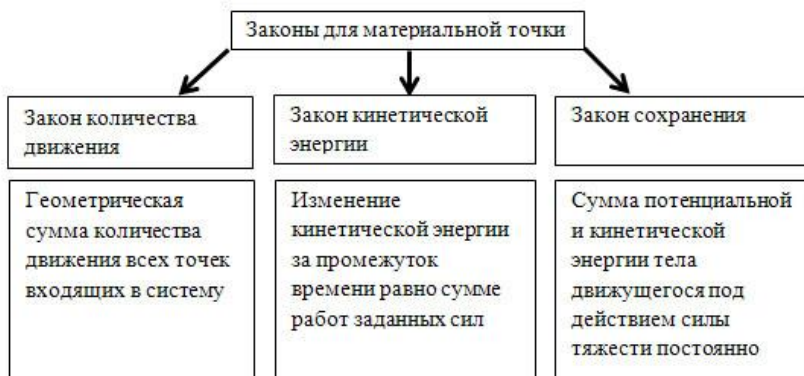 Законы для материальной точки
Закон количества
движения
Закон кинетической
энергии
Закон сохранения
Геометрическая
сумма количества
движения всех точек
входящих в систему
Изменение
кинетической энергии
за промежуток
времени равно сумме
работ заданных сил
Сумма потенциальной
и кинетической
энергии тела
движущегося под
действием силы
тяжести постоянно